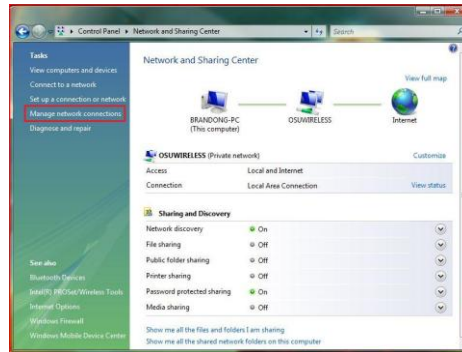 Control Panel ▸ Network and Sharing Center
Search
Tasks
View computers and devices
Connect to a network
Set up a connection or network
Manage network connections
Diagnose and repair
See also
Bluetooth Devices
Intel(R) PROSet/Wireless Tools
Internet Options
Windows Firewall
Windows Mobile Device Center
Network and Sharing Center
View full map
BRANDONG-PC
(This computer)
OSUWIRELESS
Internet
OSUWIRELESS (Private network)
Customize
Access Local and Internet
Connection Local Area Connection View status
Sharing and Discovery
Network discovery On
File sharing Off
Public folder sharing Off
Printer sharing Off
Password protected sharing On
Media sharing Off
Show me all the files and folders I am sharing
Show me all the shared network folders on this computer